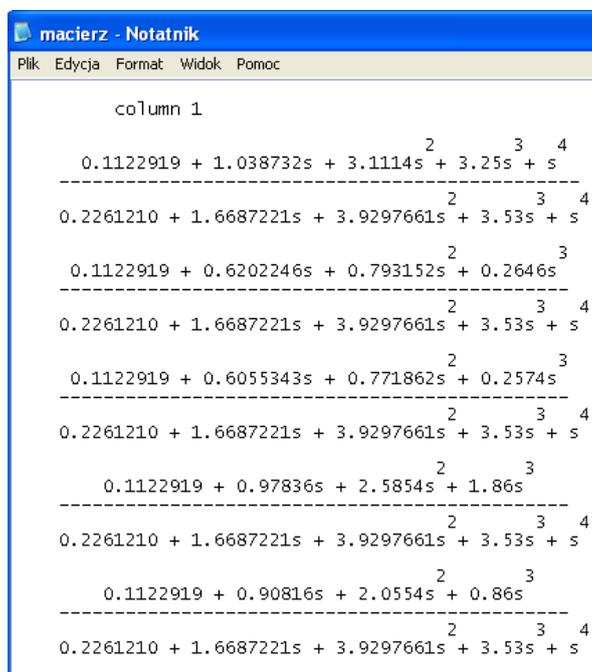 macierz - Notatnik
Plik Edycja Format Widok Pomoc
column 1
2 3 4
0.1122919 + 1.038732s + 3.1114s + 3.25s + s
--------------------------------------------------
2 3 4
0.2261210 + 1.6687221s + 3.9297661s + 3.53s + s
2 3
0.1122919 + 0.6202246s + 0.793152s + 0.2646s
--------------------------------------------------
2 3 4
0.2261210 + 1.6687221s + 3.9297661s + 3.53s + s
2 3
0.1122919 + 0.6055343s + 0.771862s + 0.2574s
--------------------------------------------------
2 3 4
0.2261210 + 1.6687221s + 3.9297661s + 3.53s + s
2 3
0.1122919 + 0.97836s + 2.5854s + 1.86s
--------------------------------------------------
2 3 4
0.2261210 + 1.6687221s + 3.9297661s + 3.53s + s
2 3
0.1122919 + 0.90816s + 2.0554s + 0.86s
--------------------------------------------------
2 3 4
0.2261210 + 1.6687221s + 3.9297661s + 3.53s + s